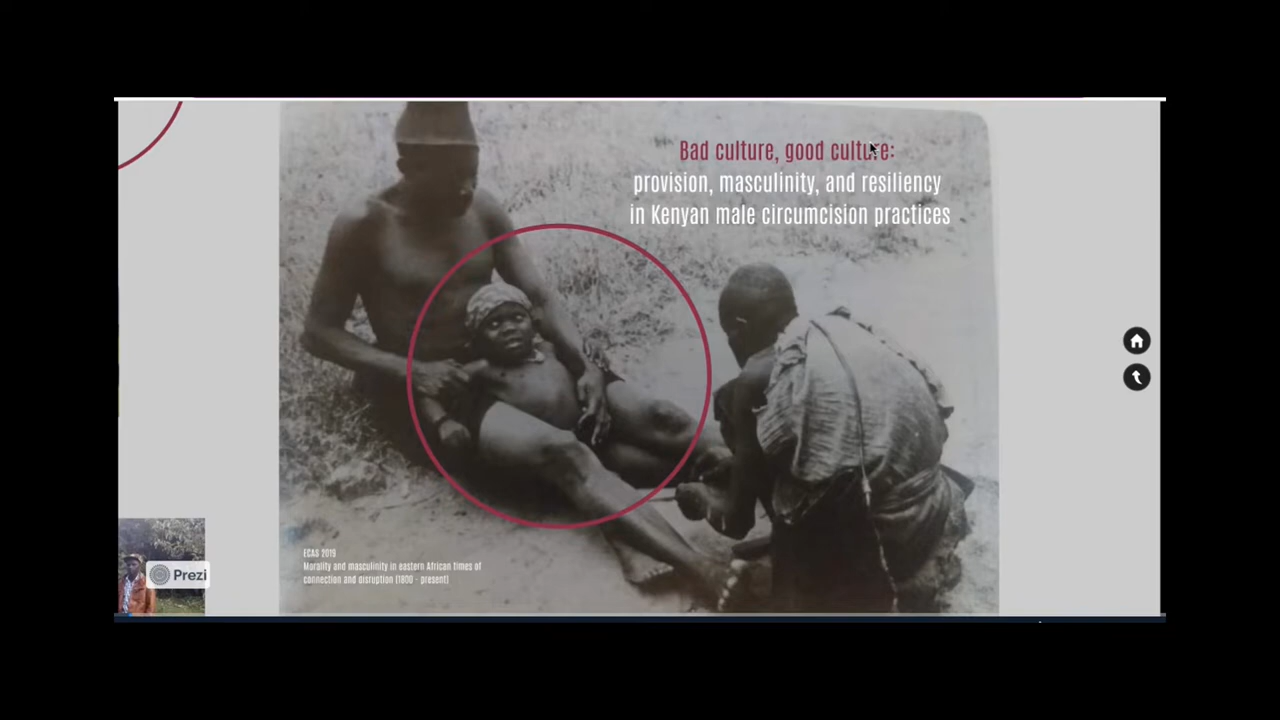 Bad culture, good culture:
provision, masculinity, and resiliency
in Kenyan male circumcision practices
ECAS 2019
Morality and masculinity in eastern African times of
connection and disruption (1800 - present)
Prezi